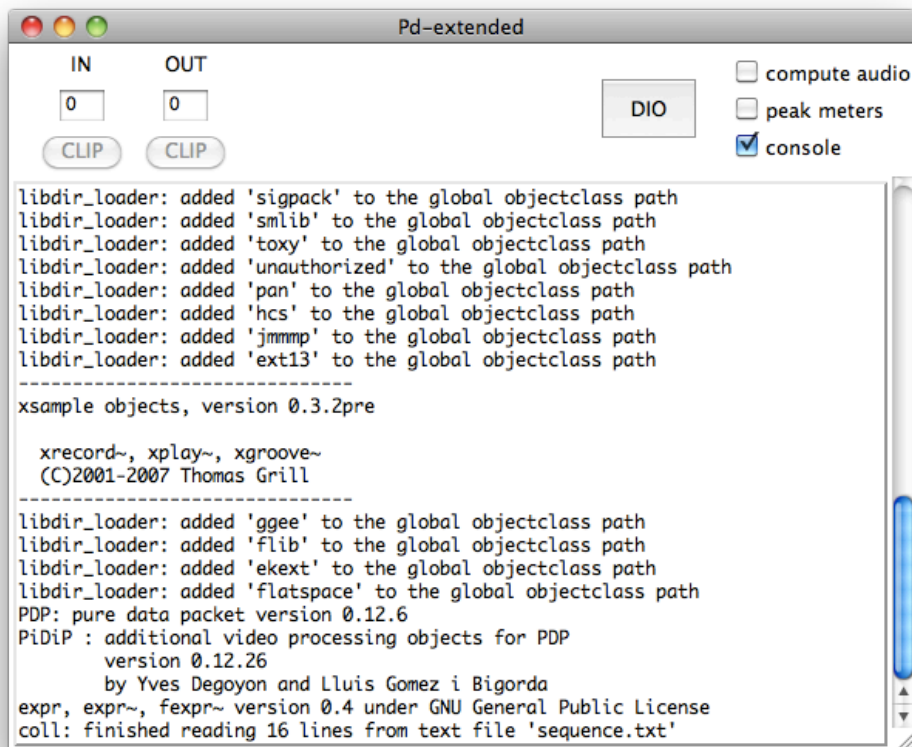 Pd-extended
IN OUT
0 0
CLIP CLIP
DIO
compute audio
peak meters
console
libdir_loader: added 'sigpack' to the global objectclass path
libdir_loader: added 'smlib' to the global objectclass path
libdir_loader: added 'toxy' to the global objectclass path
libdir_loader: added 'unauthorized' to the global objectclass path
libdir_loader: added 'pan' to the global objectclass path
libdir_loader: added 'hcs' to the global objectclass path
libdir_loader: added 'jmmmp' to the global objectclass path
libdir_loader: added 'ext13' to the global objectclass path
-------------------------------
xsample objects, version 0.3.2pre
xrecord~, xplay~, xgroove~
(C)2001-2007 Thomas Grill
-------------------------------
libdir_loader: added 'ggee' to the global objectclass path
libdir_loader: added 'flib' to the global objectclass path
libdir_loader: added 'ekext' to the global objectclass path
libdir_loader: added 'flatspace' to the global objectclass path
PDP: pure data packet version 0.12.6
PiDiP : additional video processing objects for PDP
version 0.12.26
by Yves Degoyon and Lluis Gomez i Bigorda
expr, expr~, fexpr~ version 0.4 under GNU General Public License
coll: finished reading 16 lines from text file 'sequence.txt'